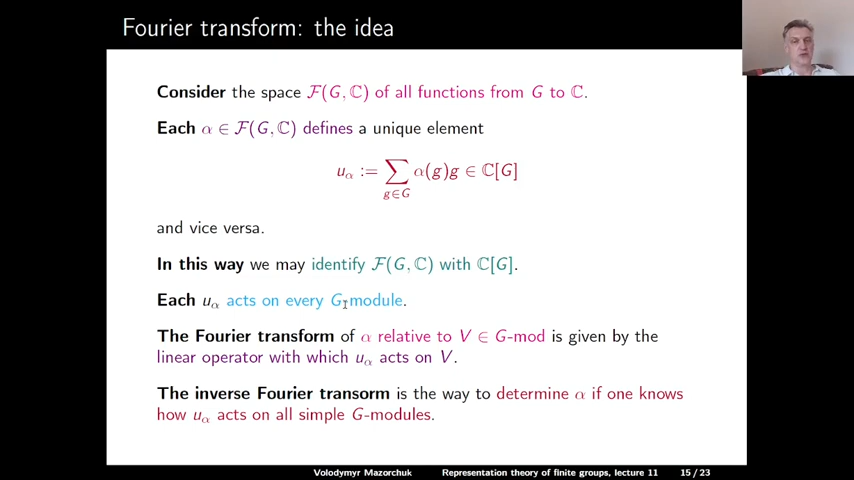 Fourier transform: the idea
Consider the space F(G, ℂ) of all functions from G to ℂ.
Each α ∈ F(G, ℂ) defines a unique element
u_α := ∑_{g∈G} α(g)g ∈ ℂ[G]
and vice versa.
In this way we may identify F(G, ℂ) with ℂ[G].
Each u_α acts on every G-module.
The Fourier transform of α relative to V ∈ G-mod is given by the
linear operator with which u_α acts on V.
The inverse Fourier transorm is the way to determine α if one knows
how u_α acts on all simple G-modules.
Volodymyr Mazorchuk Representation theory of finite groups, lecture 11 15 / 23